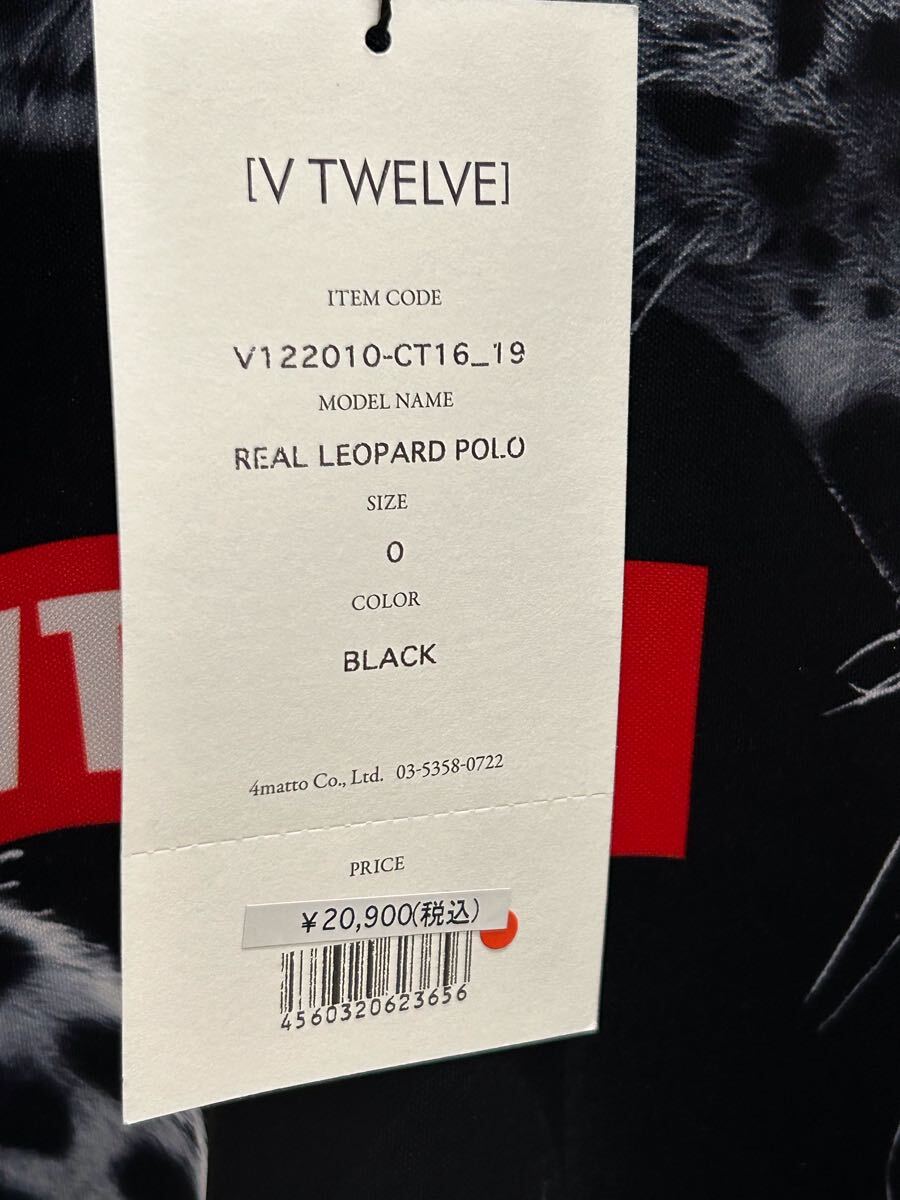 [V TWELVE]
ITEM CODE
V122010-CT16_19
MODEL NAME
REAL LEOPARD POLO
SIZE
0
COLOR
BLACK
4matto Co., Ltd. 03-5358-0722
PRICE
¥20,900(税込)
4560320623656